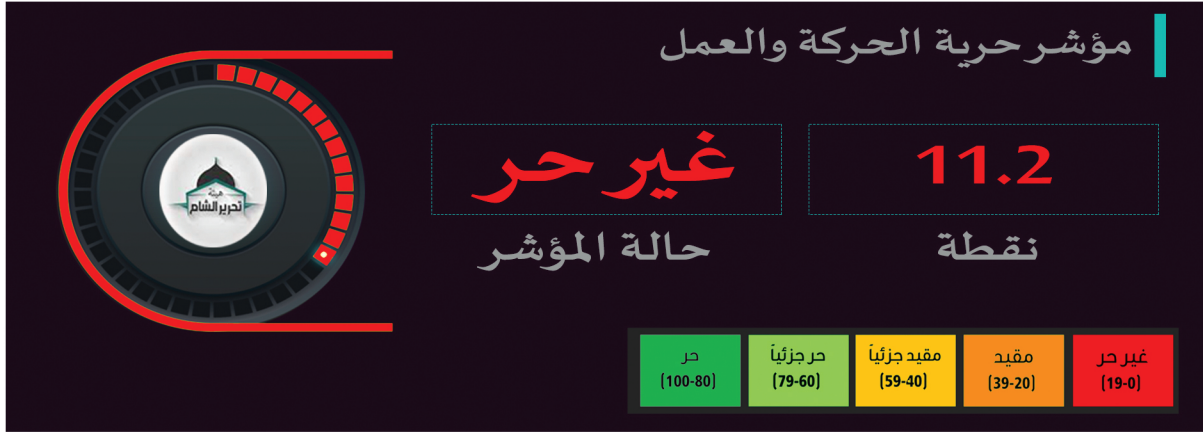 مؤشر حرية الحركة والعمل
11.2
نقطة
غير حر
حالة المؤشر
هيئة
تحرير الشام
غير حر
(19-0)
مقيد
(39-20)
مقيد جزئياً
(59-40)
حر جزئياً
(79-60)
حر
(100-80)